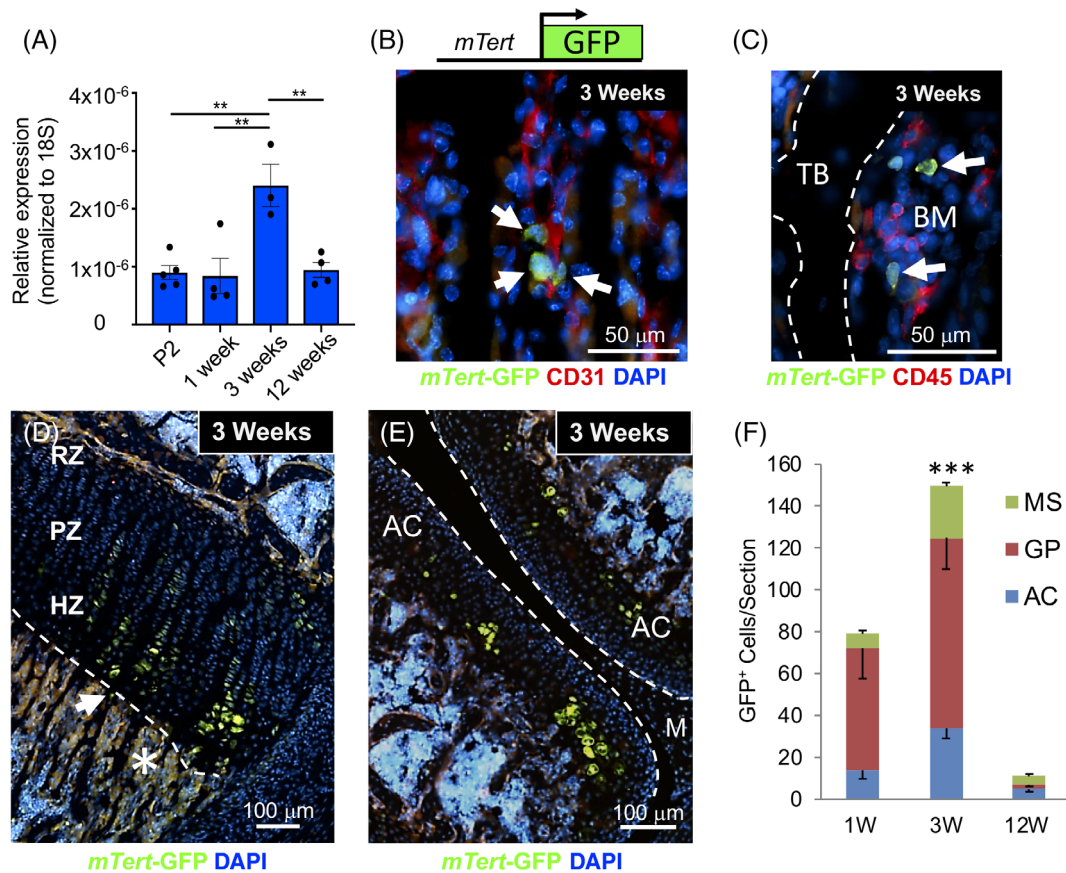 (A)
Relative expression
(normalized to 18S)
4x10⁻⁶
3x10⁻⁶
2x10⁻⁶
1x10⁻⁶
0
**
**
**
P2
1 week
3 weeks
12 weeks
(B)
mTert
GFP
3 Weeks
50 μm
mTert-GFP CD31 DAPI
(C)
3 Weeks
TB
BM
50 μm
mTert-GFP CD45 DAPI
(D)
3 Weeks
RZ
PZ
HZ
*
100 μm
mTert-GFP DAPI
(E)
3 Weeks
AC
AC
M
100 μm
mTert-GFP DAPI
(F)
GFP⁺ Cells/Section
160
140
120
100
80
60
40
20
0
***
MS
GP
AC
1W
3W
12W